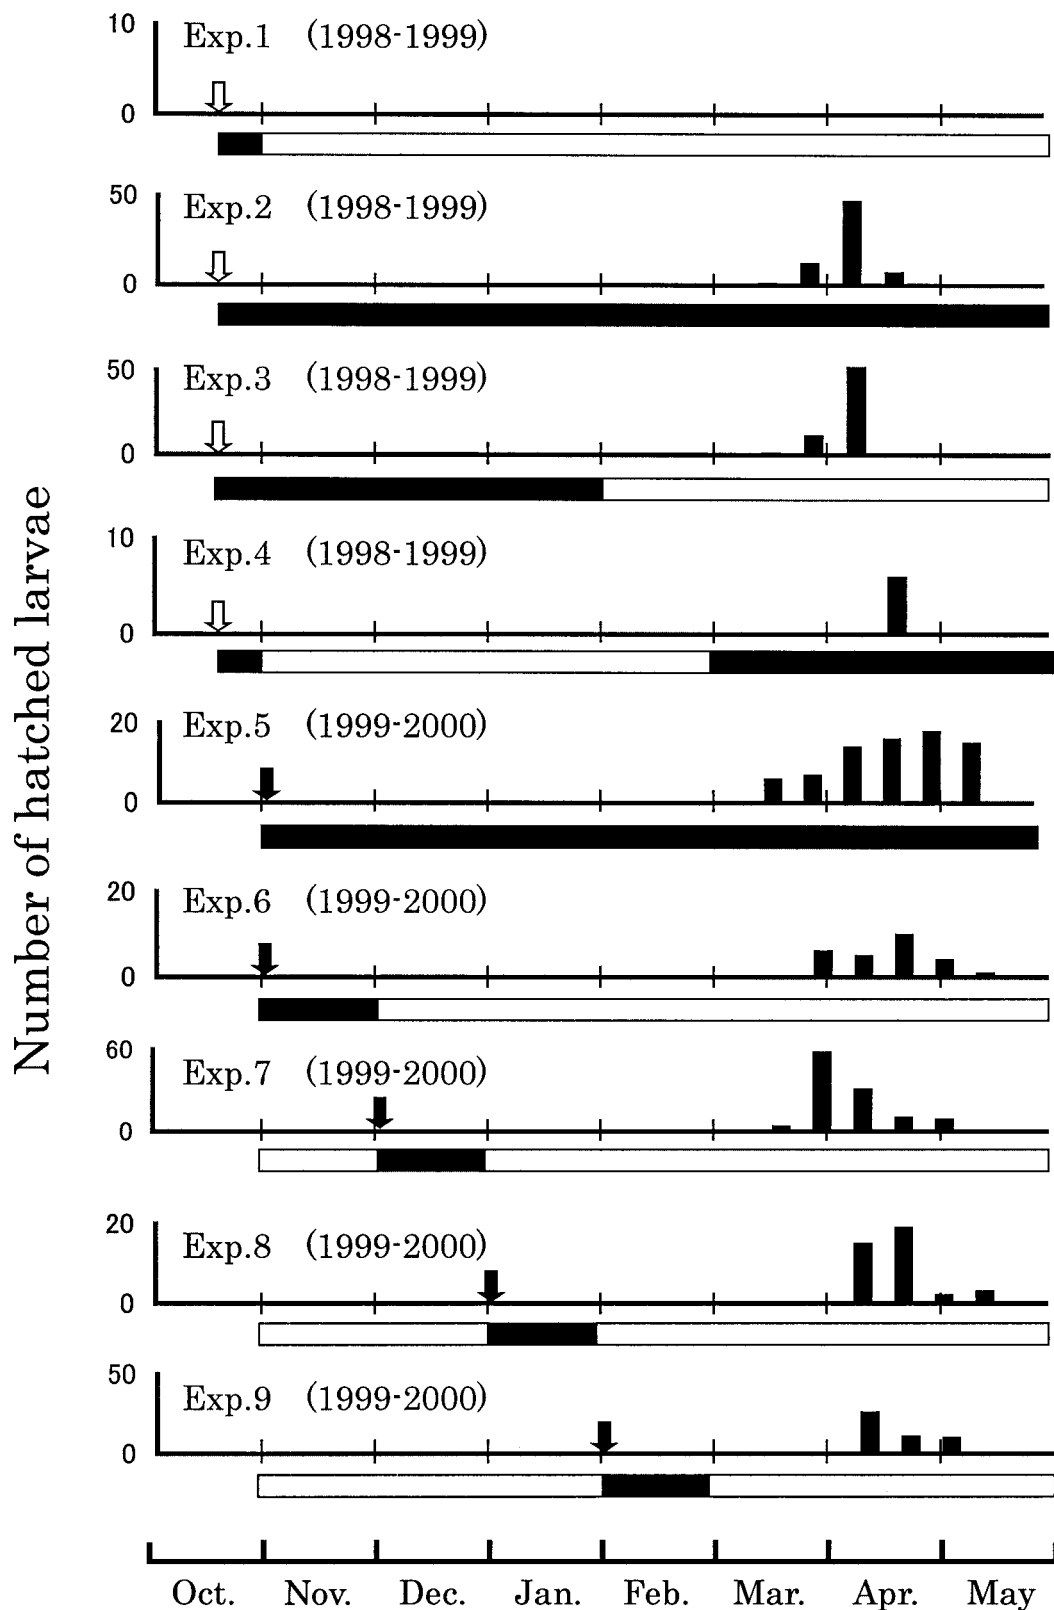 Number of hatched larvae
10
Exp.1 (1998-1999)
0
50
Exp.2 (1998-1999)
0
50
Exp.3 (1998-1999)
0
10
Exp.4 (1998-1999)
0
20
Exp.5 (1999-2000)
0
20
Exp.6 (1999-2000)
0
60
Exp.7 (1999-2000)
0
20
Exp.8 (1999-2000)
0
50
Exp.9 (1999-2000)
0
Oct. Nov. Dec. Jan. Feb. Mar. Apr. May